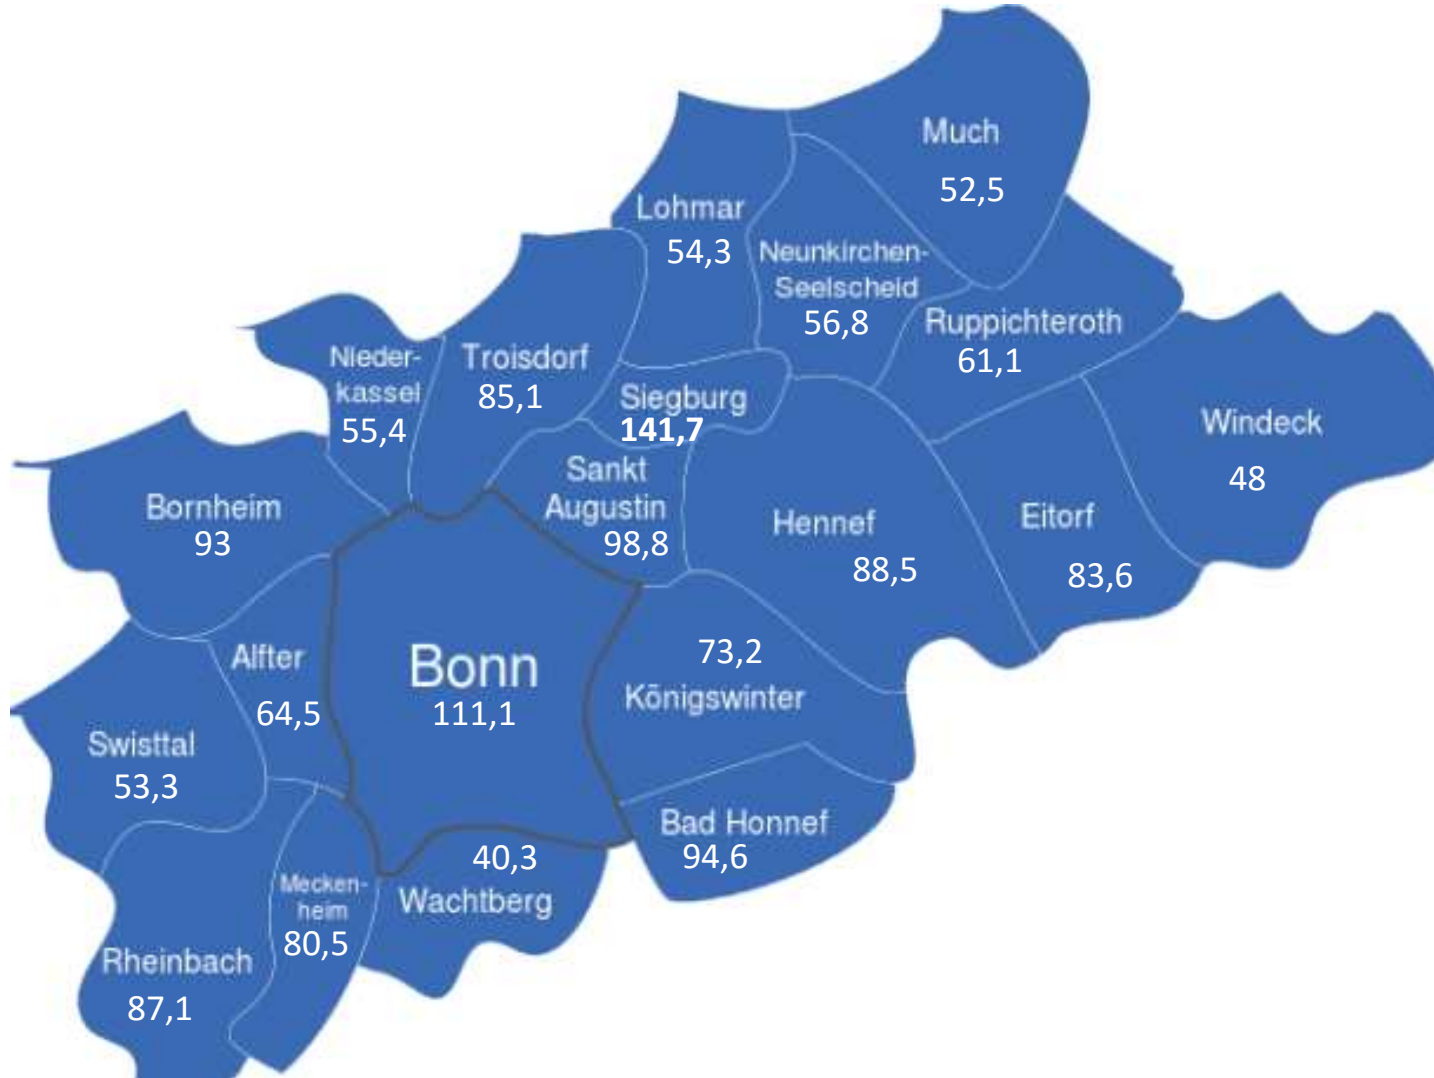 Much
52,5
Lohmar
54,3
Neunkirchen-
Seelscheid
56,8
Ruppichteroth
61,1
Nieder-
kassel
55,4
Troisdorf
85,1
Siegburg
141,7
Windeck
48
Sankt
Augustin
98,8
Bornheim
93
Hennef
88,5
Eitorf
83,6
Alfter
64,5
Bonn
111,1
73,2
Königswinter
Swisttal
53,3
Bad Honnef
94,6
40,3
Wachtberg
Mecken-
heim
80,5
Rheinbach
87,1